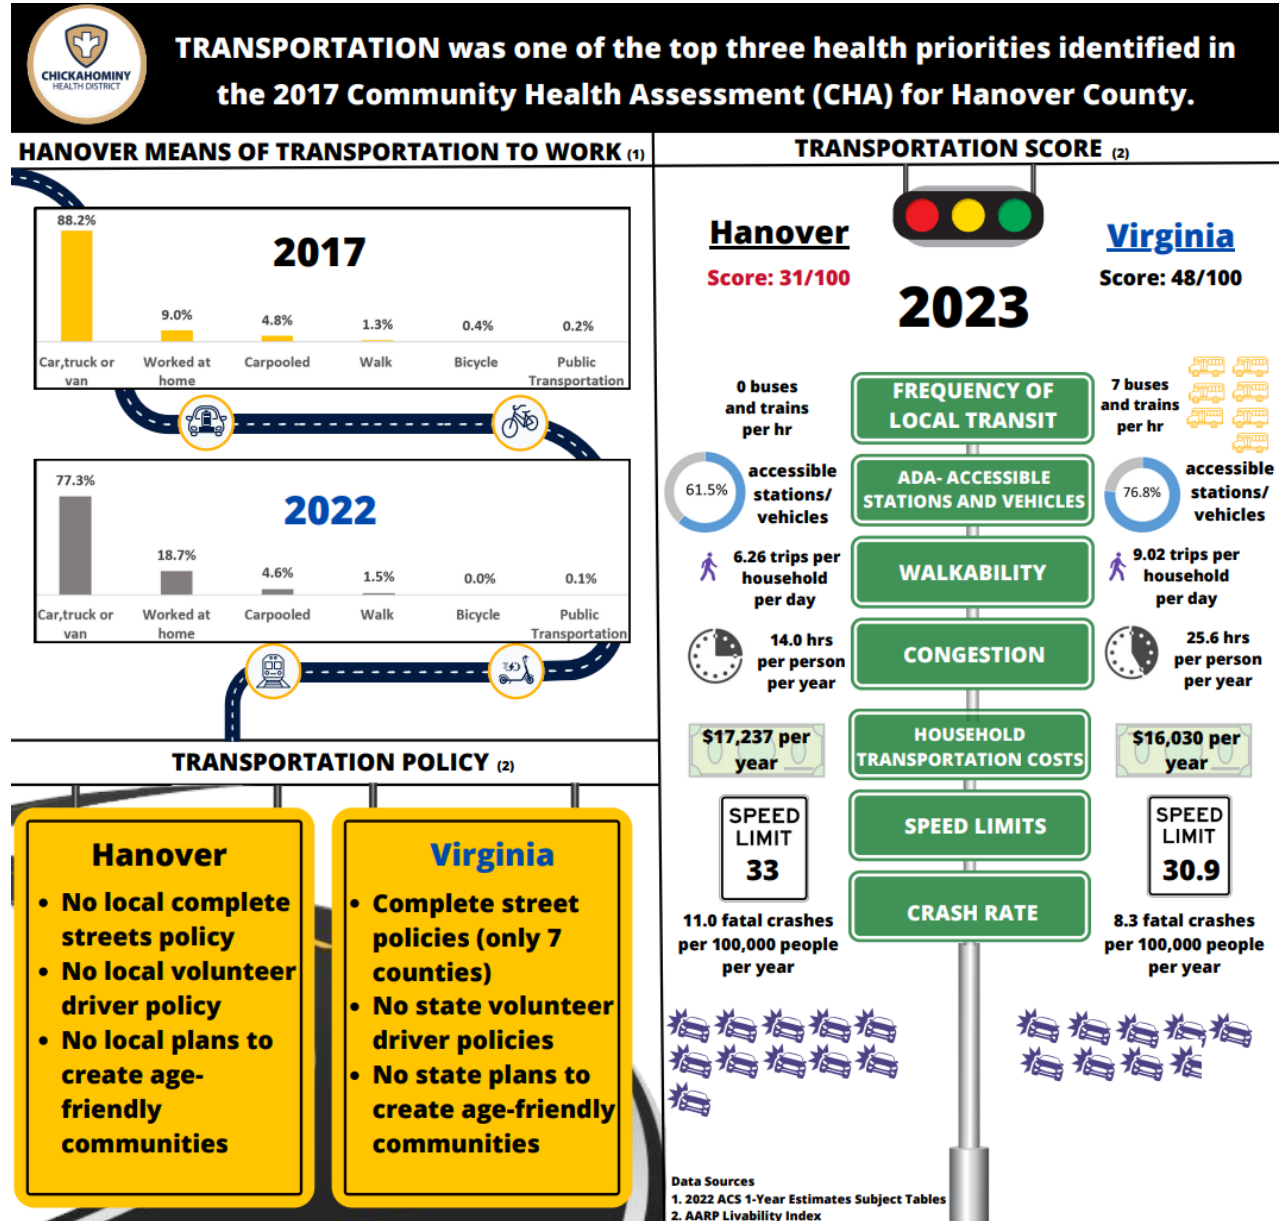 CHICKAHOMINY
HEALTH DISTRICT
TRANSPORTATION was one of the top three health priorities identified in
the 2017 Community Health Assessment (CHA) for Hanover County.
HANOVER MEANS OF TRANSPORTATION TO WORK (1)
2017
88.2%
9.0%
4.8%
1.3%
0.4%
0.2%
Car,truck or
van
Worked at
home
Carpooled
Walk
Bicycle
Public
Transportation
2022
77.3%
18.7%
4.6%
1.5%
0.0%
0.1%
Car,truck or
van
Worked at
home
Carpooled
Walk
Bicycle
Public
Transportation
TRANSPORTATION POLICY (2)
Hanover
• No local complete
streets policy
• No local volunteer
driver policy
• No local plans to
create age-
friendly
communities
Virginia
• Complete street
policies (only 7
counties)
• No state volunteer
driver policies
• No state plans to
create age-friendly
communities
TRANSPORTATION SCORE (2)
Hanover
Score: 31/100
2023
Virginia
Score: 48/100
0 buses
and trains
per hr
FREQUENCY OF
LOCAL TRANSIT
7 buses
and trains
per hr
61.5%
accessible
stations/
vehicles
ADA- ACCESSIBLE
STATIONS AND VEHICLES
76.8%
accessible
stations/
vehicles
6.26 trips per
household
per day
WALKABILITY
9.02 trips per
household
per day
14.0 hrs
per person
per year
CONGESTION
25.6 hrs
per person
per year
$17,237 per
year
HOUSEHOLD
TRANSPORTATION COSTS
$16,030 per
year
SPEED
LIMIT
33
SPEED LIMITS
SPEED
LIMIT
30.9
11.0 fatal crashes
per 100,000 people
per year
CRASH RATE
8.3 fatal crashes
per 100,000 people
per year
Data Sources
1. 2022 ACS 1-Year Estimates Subject Tables
2. AARP Livability Index